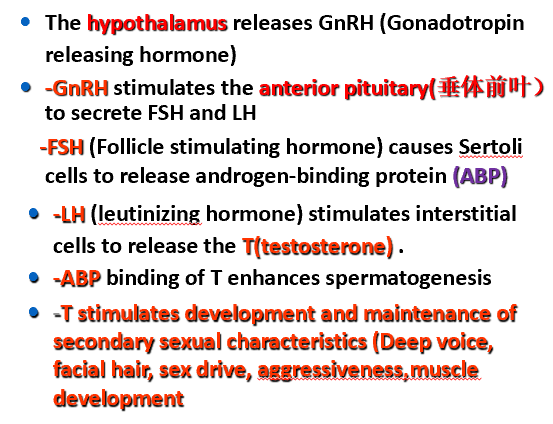 The hypothalamus releases GnRH (Gonadotropin
releasing hormone)
-GnRH stimulates the anterior pituitary(垂体前叶）
to secrete FSH and LH
-FSH (Follicle stimulating hormone) causes Sertoli
cells to release androgen-binding protein (ABP)
-LH (leutinizing hormone) stimulates interstitial
cells to release the T(testosterone) .
-ABP binding of T enhances spermatogenesis
-T stimulates development and maintenance of
secondary sexual characteristics (Deep voice,
facial hair, sex drive, aggressiveness,muscle
development